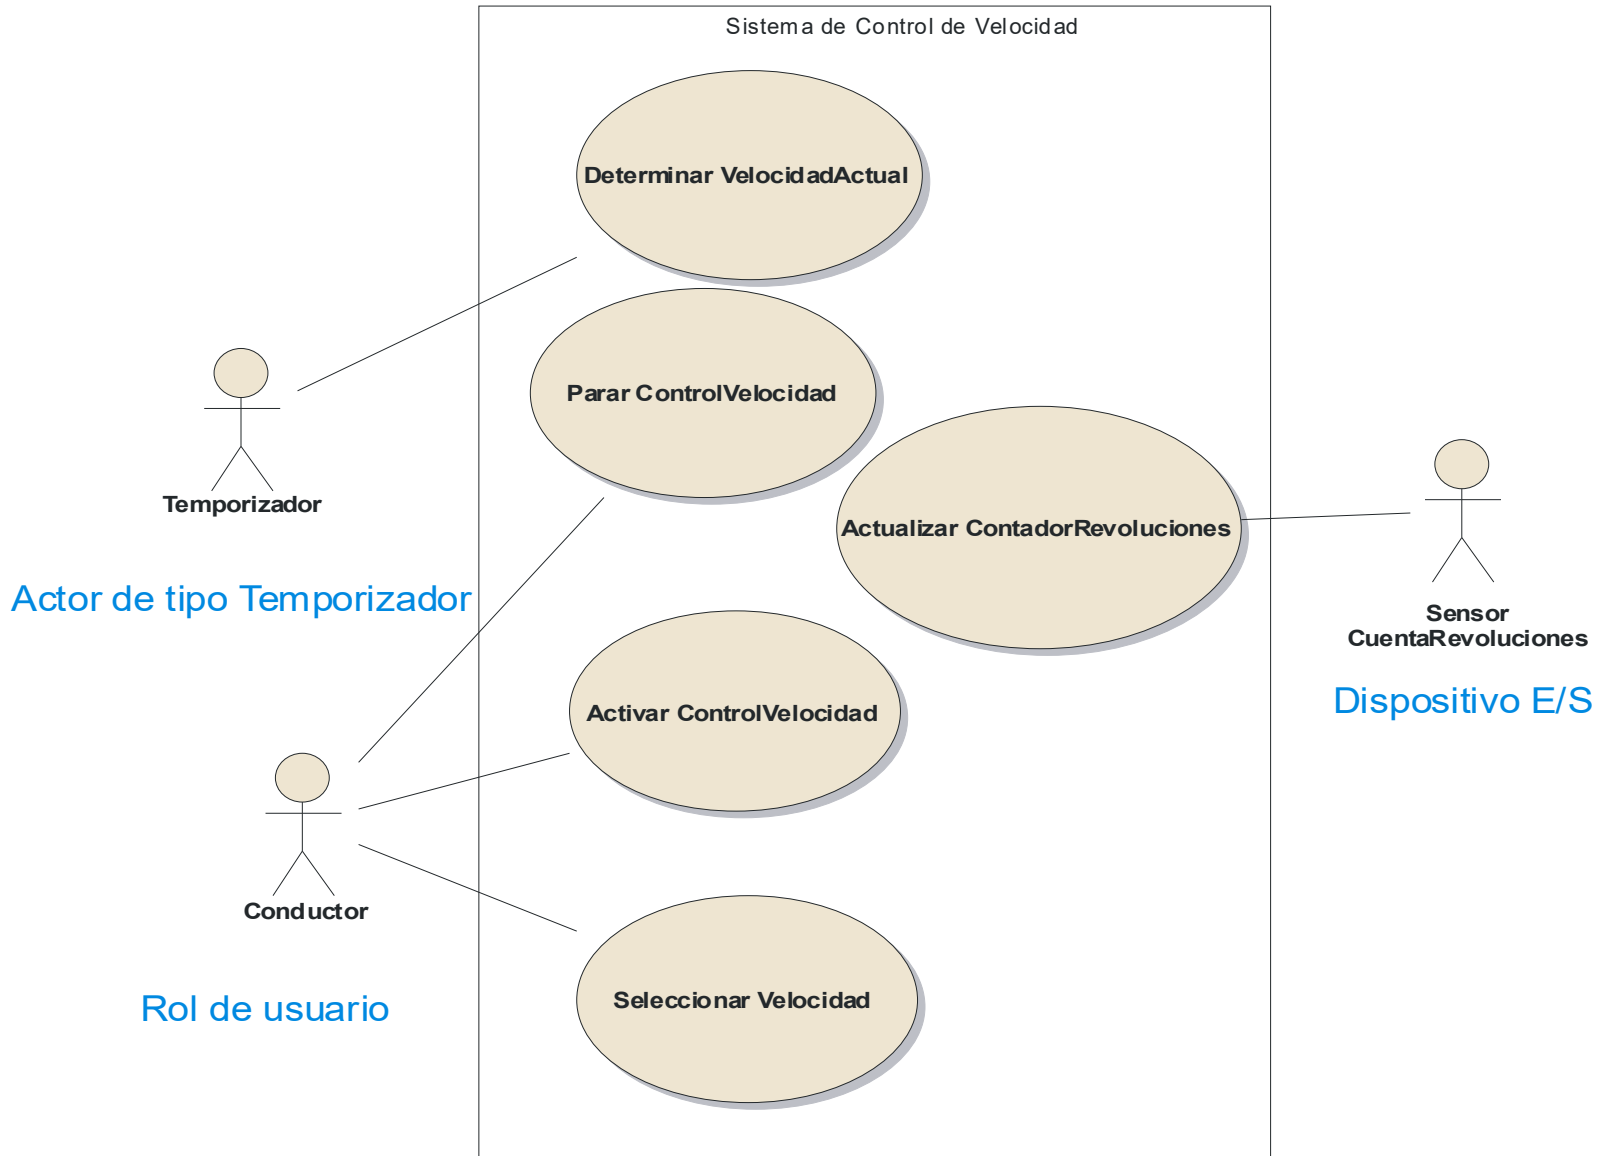 Sistema de Control de Velocidad
Determinar VelocidadActual
Parar ControlVelocidad
Temporizador
Actor de tipo Temporizador
Actualizar ContadorRevoluciones
Sensor
CuentaRevoluciones
Dispositivo E/S
Activar ControlVelocidad
Conductor
Rol de usuario
Seleccionar Velocidad